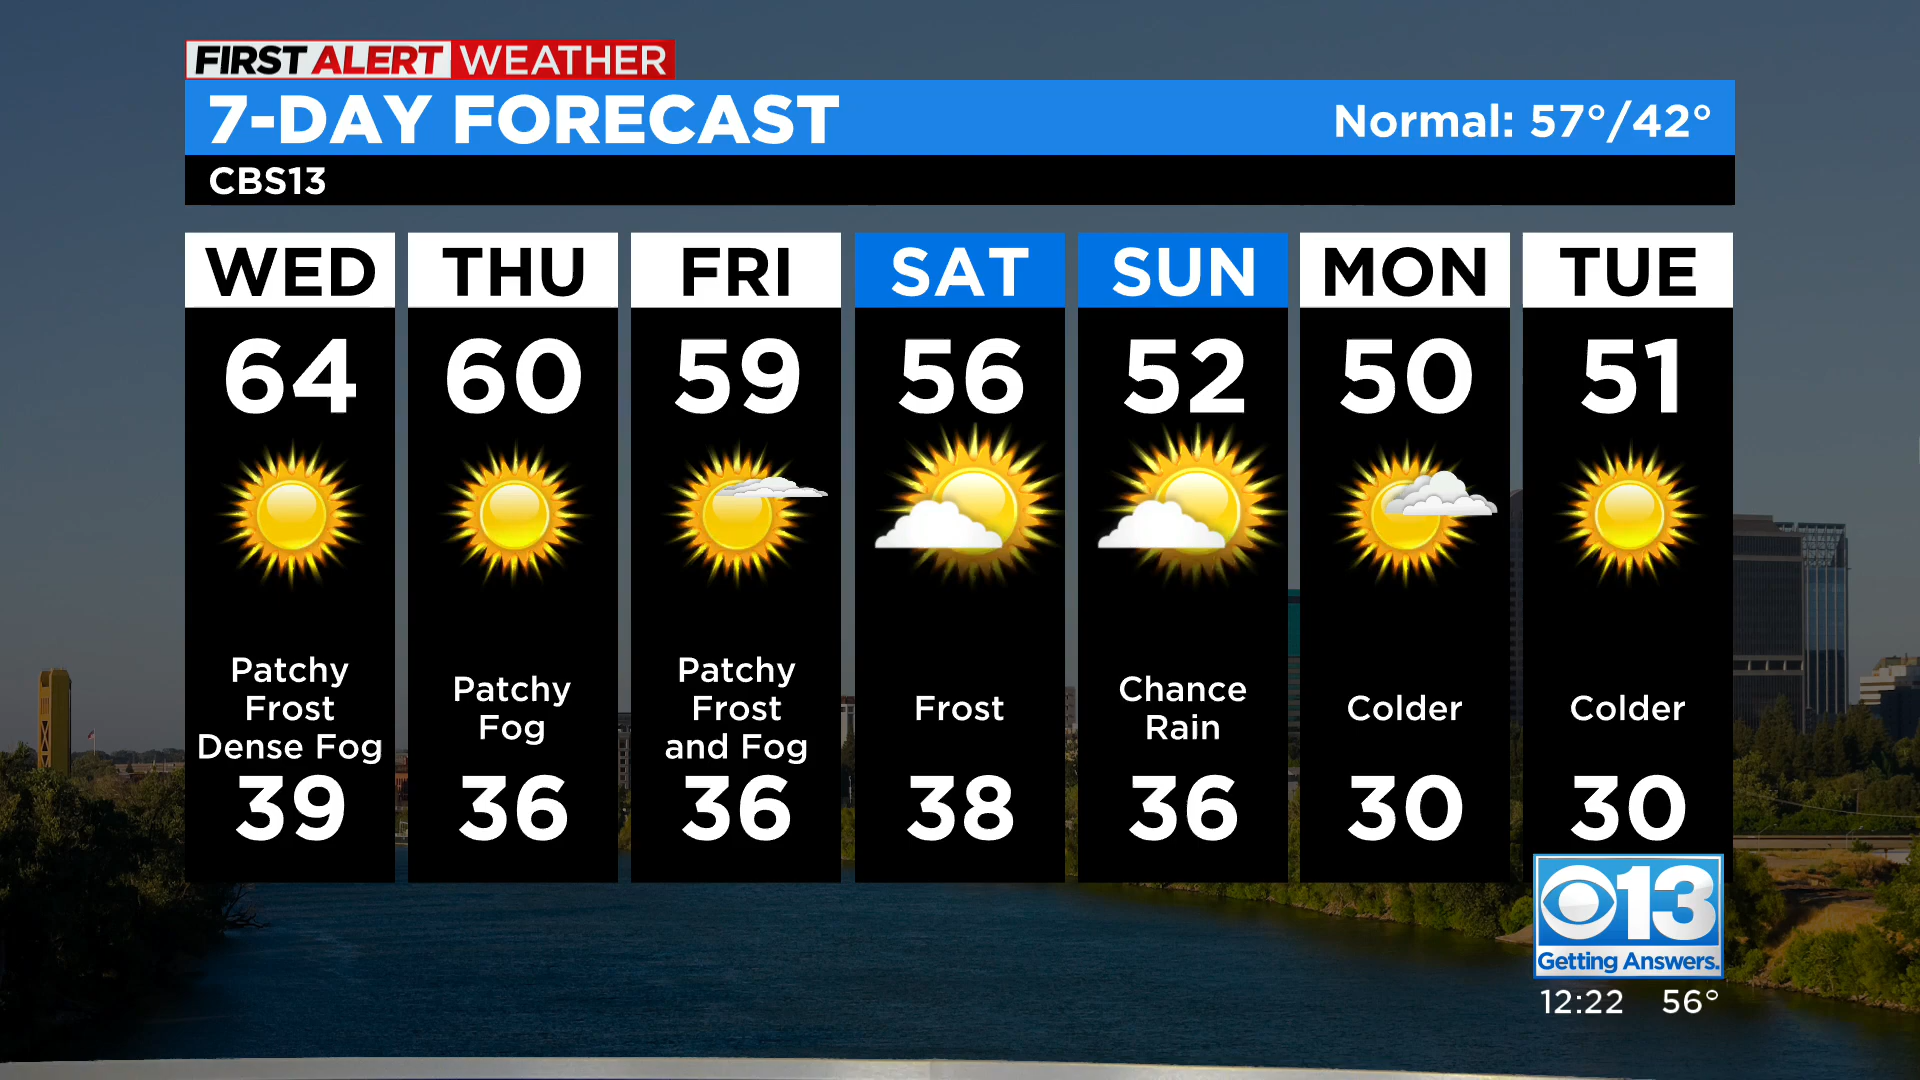 FIRST ALERT WEATHER
7-DAY FORECAST
Normal: 57°/42°
CBS13
WED
64
Patchy
Frost
Dense Fog
39
THU
60
Patchy
Fog
36
FRI
59
Patchy
Frost
and Fog
36
SAT
56
Frost
38
SUN
52
Chance
Rain
36
MON
50
Colder
30
TUE
51
Colder
30
13
Getting Answers.
12:22 56°